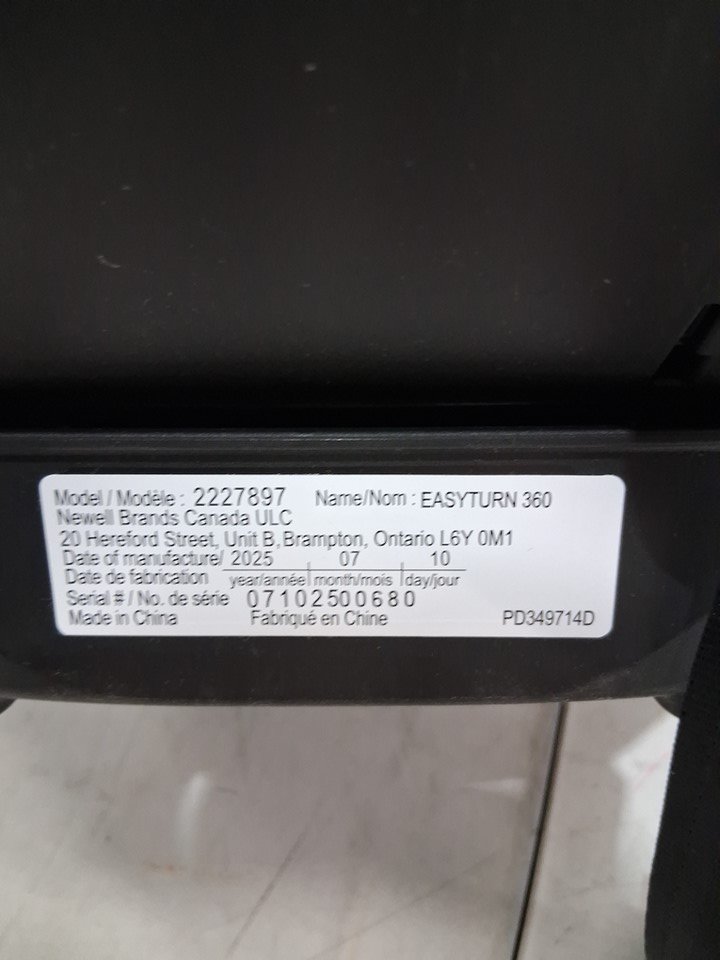 Model / Modèle : 2227897 Name/Nom : EASYTURN 360
Newell Brands Canada ULC
20 Hereford Street, Unit B, Brampton, Ontario L6Y 0M1
Date of manufacture/ 2025 07 10
Date de fabrication year/année month/mois day/jour
Serial # / No. de série 07102500680
Made in China Fabriqué en Chine PD349714D